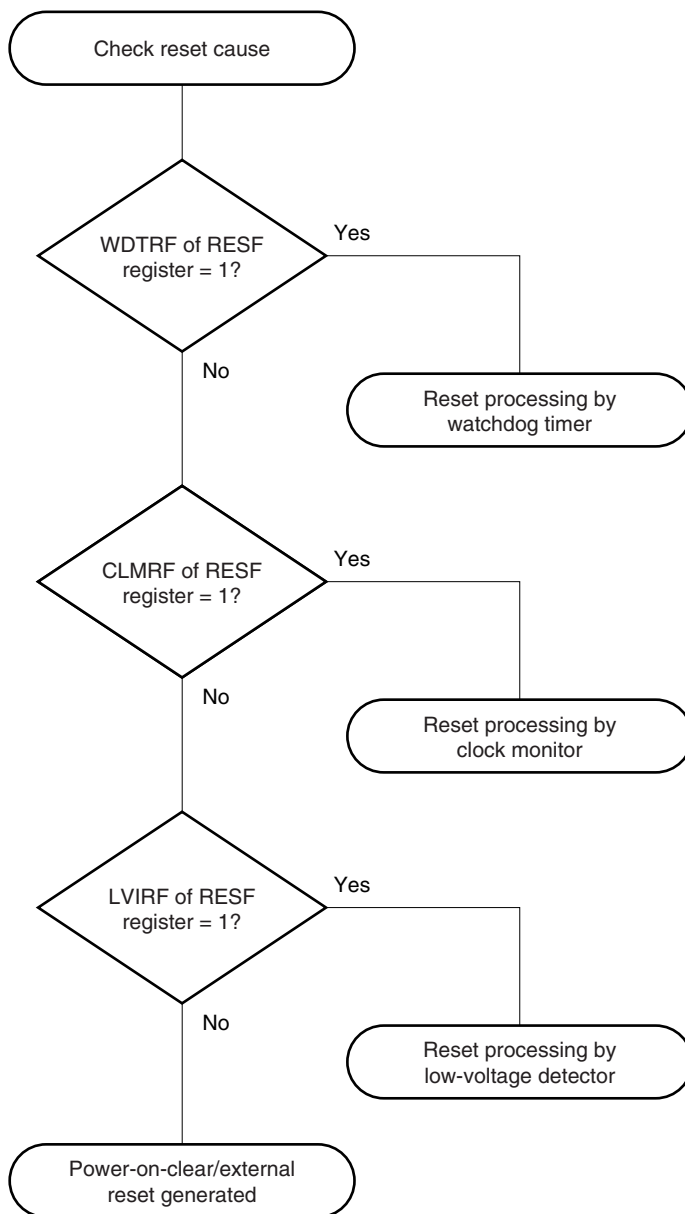 Check reset cause
WDTRF of RESF
register = 1?
Yes
No
Reset processing by
watchdog timer
CLMRF of RESF
register = 1?
Yes
No
Reset processing by
clock monitor
LVIRF of RESF
register = 1?
Yes
No
Reset processing by
low-voltage detector
Power-on-clear/external
reset generated